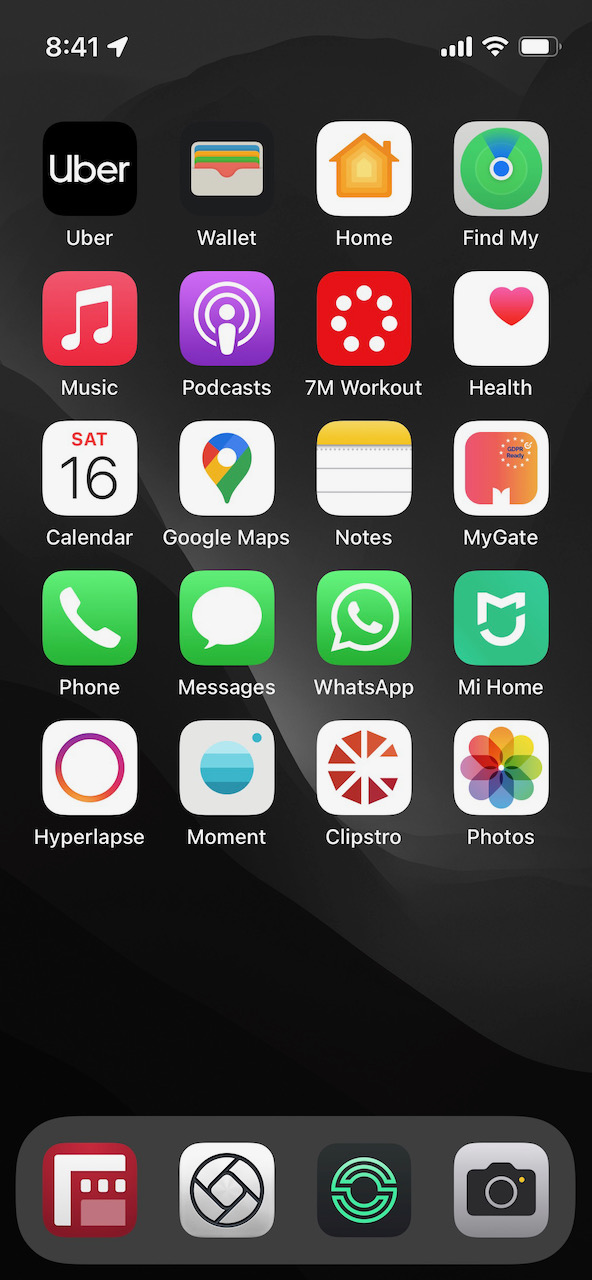 8:41
Uber
Uber Wallet Home Find My
Music Podcasts 7M Workout Health
SAT
16
GDPR
Ready
Calendar Google Maps Notes MyGate
Phone Messages WhatsApp Mi Home
Hyperlapse Moment Clipstro Photos